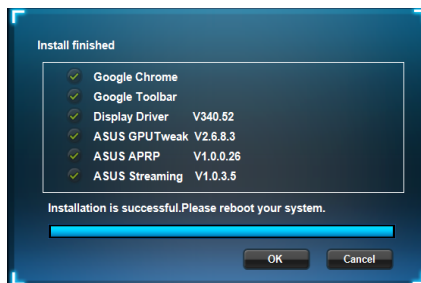 Install finished
Google Chrome
Google Toolbar
Display Driver V340.52
ASUS GPUTweak V2.6.8.3
ASUS APRP V1.0.0.26
ASUS Streaming V1.0.3.5
Installation is successful.Please reboot your system.
OK Cancel